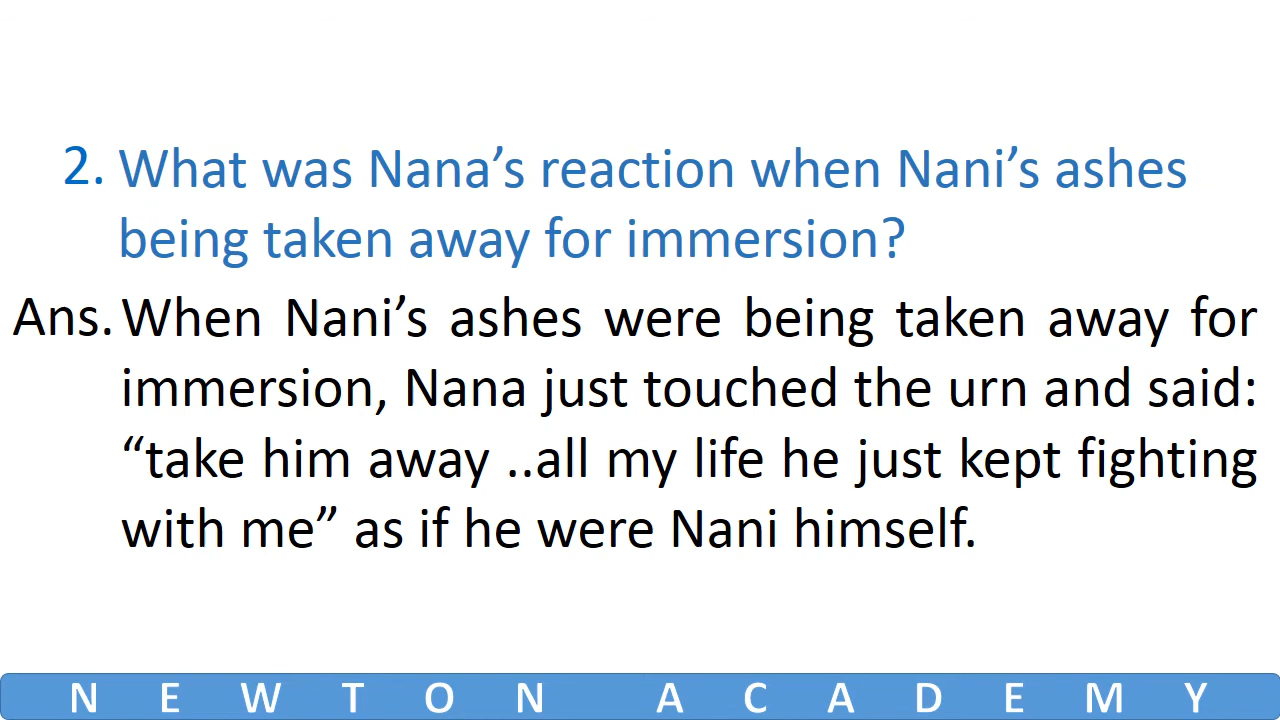 2. What was Nana’s reaction when Nani’s ashes
being taken away for immersion?
Ans. When Nani’s ashes were being taken away for
immersion, Nana just touched the urn and said:
“take him away ..all my life he just kept fighting
with me” as if he were Nani himself.
NEWTON ACADEMY